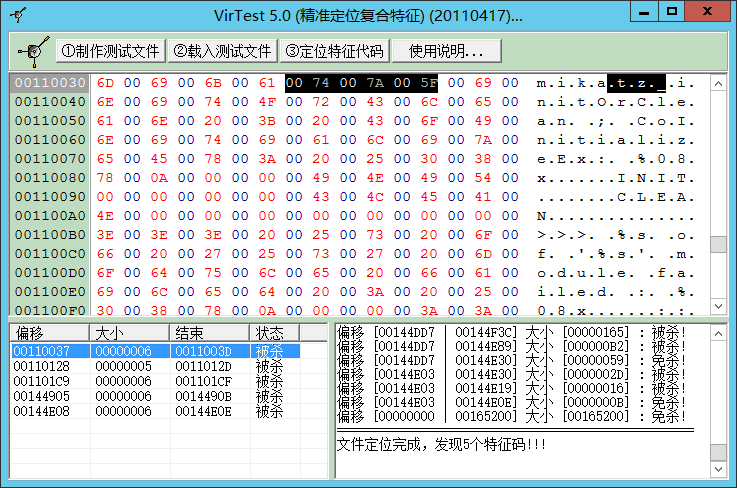 VirTest 5.0 (精准定位复合特征) (20110417)...
①制作测试文件 ②载入测试文件 ③定位特征代码 使用说明...
00110030 6D 00 69 00 6B 00 61 00 74 00 7A 00 5F 00 69 00 m.i.k.a.t.z._.i.
00110040 6E 00 69 00 74 00 4F 00 72 00 43 00 6C 00 65 00 n.i.t.O.r.C.l.e.
00110050 61 00 6E 00 20 00 3B 00 20 00 43 00 6F 00 49 00 a.n. .;. .C.o.I.
00110060 6E 00 69 00 74 00 69 00 61 00 6C 00 69 00 7A 00 n.i.t.i.a.l.i.z.
00110070 65 00 45 00 78 00 3A 00 20 00 25 00 30 00 38 00 e.E.x.:. .%.0.8.
00110080 78 00 0A 00 00 00 00 00 49 00 4E 00 49 00 54 00 x.......I.N.I.T.
00110090 00 00 00 00 00 00 00 00 43 00 4C 00 45 00 41 00 ........C.L.E.A.
001100A0 4E 00 00 00 00 00 00 00 00 00 00 00 00 00 00 00 N...............
001100B0 3E 00 3E 00 3E 00 20 00 25 00 73 00 20 00 6F 00 >.>.>. .%.s. .o.
001100C0 66 00 20 00 27 00 25 00 73 00 27 00 20 00 6D 00 f. .'.%.s.'. .m.
001100D0 6F 00 64 00 75 00 6C 00 65 00 20 00 66 00 61 00 o.d.u.l.e. .f.a.
001100E0 69 00 6C 00 65 00 64 00 20 00 3A 00 20 00 25 00 i.l.e.d. .:. .%.
001100F0 30 00 38 00 78 00 0A 00 00 00 00 00 3A 00 3A 00 0.8.x.......:.:.
偏移 大小 结束 状态
00110037 00000006 0011003D 被杀
00110128 00000005 0011012D 被杀
001101C9 00000006 001101CF 被杀
00144905 00000006 0014490B 被杀
00144E08 00000006 00144E0E 被杀
偏移 [00144DD7 | 00144F3C] 大小 [00000165] : 被杀!
偏移 [00144DD7 | 00144E89] 大小 [000000B2] : 被杀!
偏移 [00144DD7 | 00144E30] 大小 [00000059] : 免杀!
偏移 [00144E03 | 00144E30] 大小 [0000002D] : 被杀!
偏移 [00144E03 | 00144E19] 大小 [00000016] : 被杀!
偏移 [00144E03 | 00144E0E] 大小 [0000000B] : 免杀!
偏移 [00000000 | 00165200] 大小 [00165200] : 免杀!
文件定位完成，发现5个特征码!!!